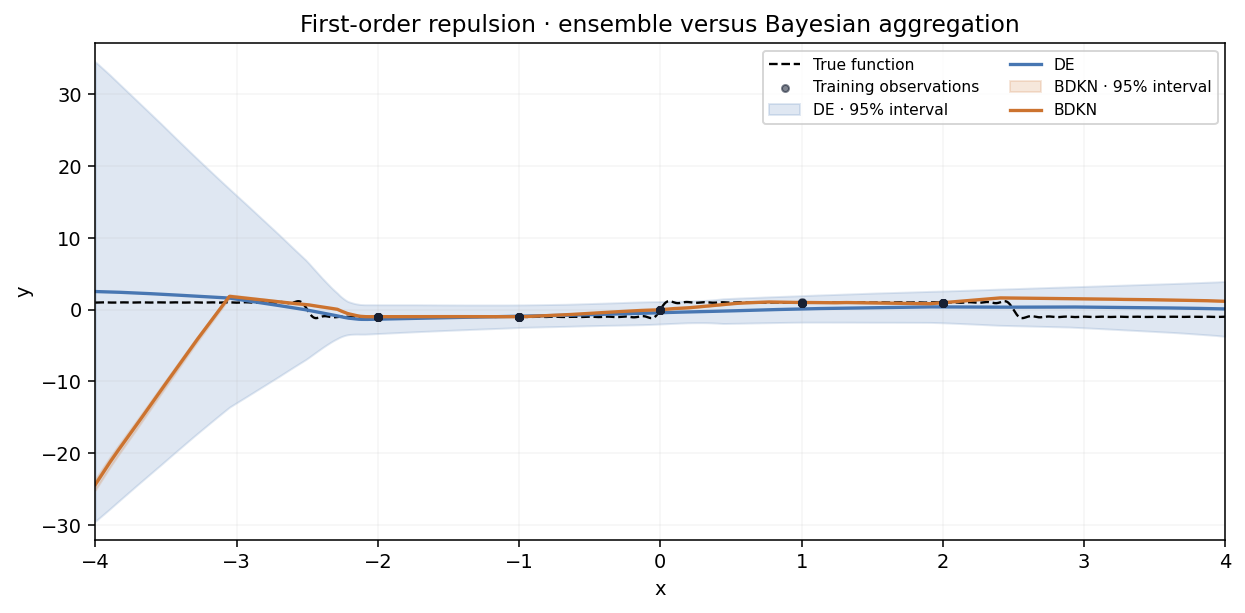 First-order repulsion · ensemble versus Bayesian aggregation
True function
Training observations
DE · 95% interval
DE
BDKN · 95% interval
BDKN
y
30
20
10
0
−10
−20
−30
−4
−3
−2
−1
0
1
2
3
4
x